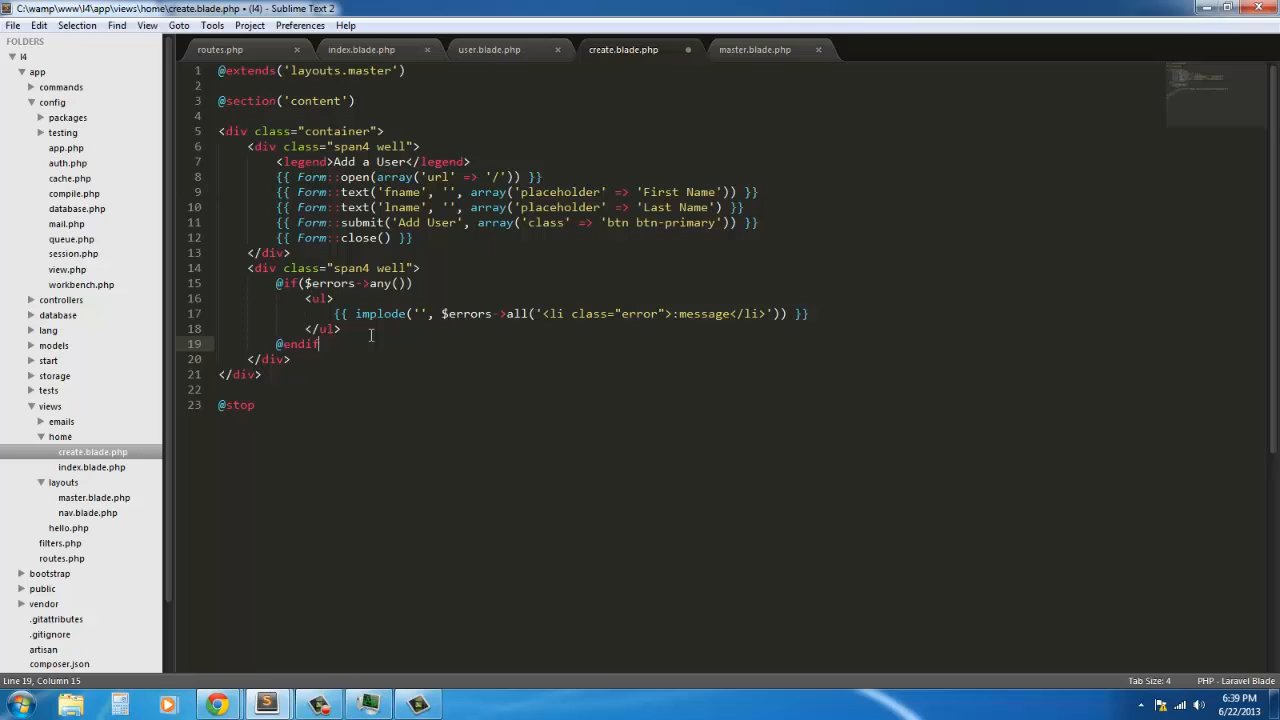 C:\wamp\www\l4\app\views\home\create.blade.php • (l4) - Sublime Text 2
File Edit Selection Find View Goto Tools Project Preferences Help
FOLDERS
l4
app
commands
config
packages
testing
app.php
auth.php
cache.php
compile.php
database.php
mail.php
queue.php
session.php
view.php
workbench.php
controllers
database
lang
models
start
storage
tests
views
emails
home
create.blade.php
index.blade.php
layouts
master.blade.php
nav.blade.php
hello.php
filters.php
routes.php
bootstrap
public
vendor
.gitattributes
.gitignore
artisan
composer.json
routes.php × index.blade.php × user.blade.php × create.blade.php • master.blade.php ×
1 @extends('layouts.master')
2
3 @section('content')
4
5 <div class="container">
6 <div class="span4 well">
7 <legend>Add a User</legend>
8 {{ Form::open(array('url' => '/')) }}
9 {{ Form::text('fname', '', array('placeholder' => 'First Name')) }}
10 {{ Form::text('lname', '', array('placeholder' => 'Last Name') }}
11 {{ Form::submit('Add User', array('class' => 'btn btn-primary')) }}
12 {{ Form::close() }}
13 </div>
14 <div class="span4 well">
15 @if($errors->any())
16 <ul>
17 {{ implode('', $errors->all('<li class="error">:message</li>')) }}
18 </ul>
19 @endif
20 </div>
21 </div>
22
23 @stop
Line 19, Column 15 Tab Size: 4 PHP - Laravel Blade
6:39 PM
6/22/2013